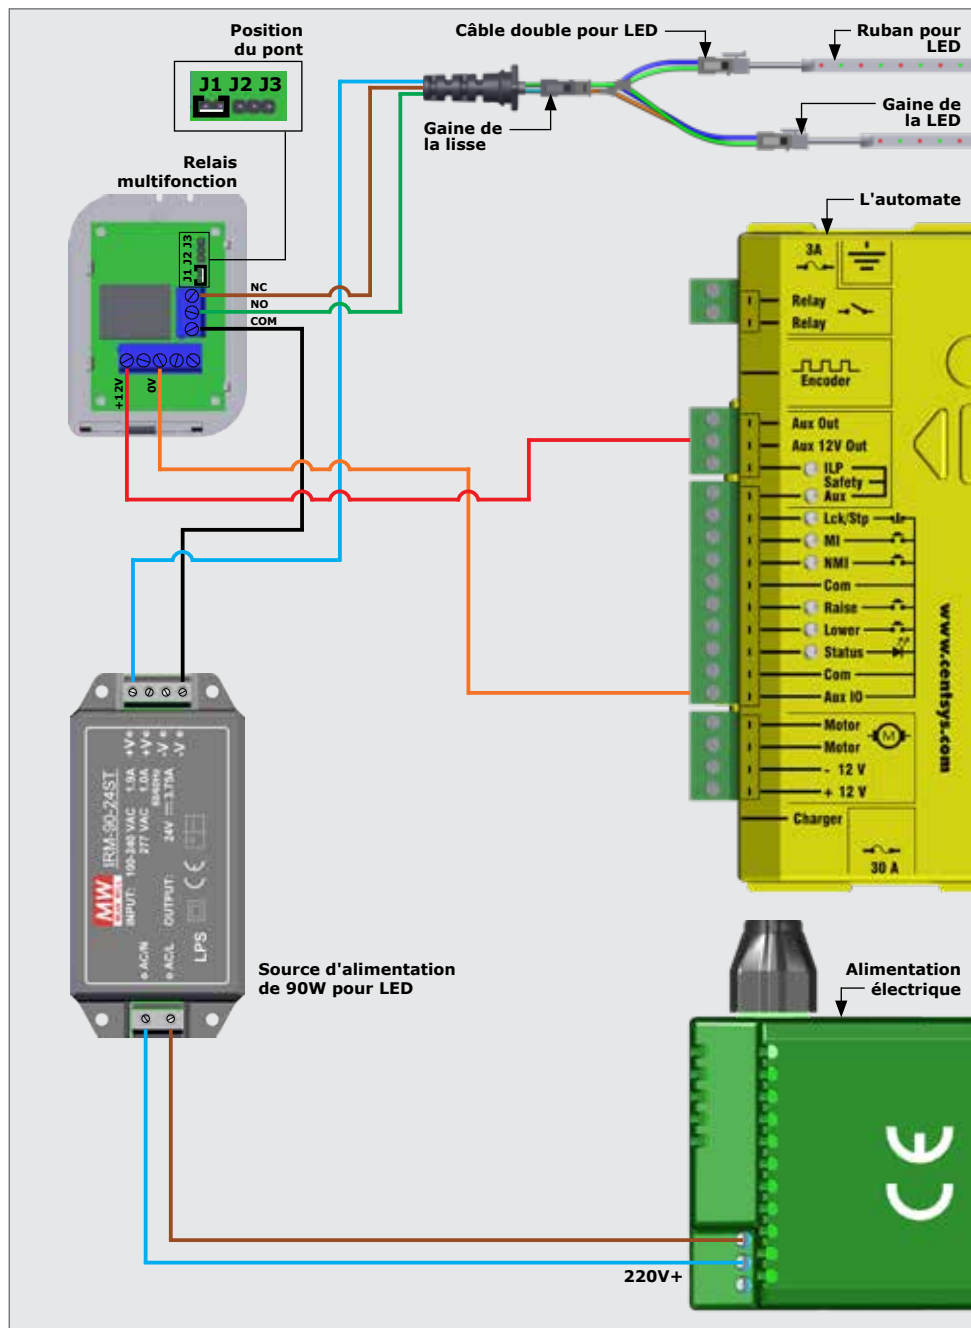 Position
du pont
J1 J2 J3
Câble double pour LED
Ruban pour
LED
Gaine de
la lisse
Gaine de
la LED
Relais
multifonction
J1 J2 J3
NC
NO
COM
+12V
0V
L'automate
3A
Relay
Relay
Encoder
Aux Out
Aux 12V Out
ILP
Safety
Aux
Lck/Stp
MI
NMI
Com
Raise
Lower
Status
Com
Aux IO
Motor
Motor
M
- 12 V
+ 12 V
Charger
30 A
www.centsys.com
+V
+V
-V
-V
MW
MEAN WELL
IRM-90-24ST
INPUT: 100-240 VAC 1.9A
277 VAC 1.0A
50/60Hz
OUTPUT: 24V 3.75A
AC/N
AC/L
LPS
CE
Source d'alimentation
de 90W pour LED
Alimentation
électrique
CE
220V+